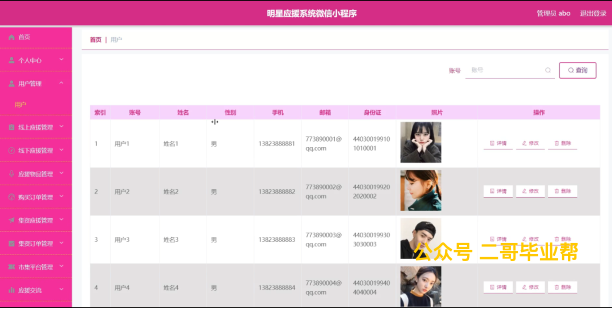 明星应援系统微信小程序
管理员 abo 退出登录
首页
首页 | 用户
个人中心
账号 账号 查询
用户管理
用户
索引 账号 姓名 性别 手机 邮箱 身份证 照片 操作
线上应援管理
1 用户1 姓名1 男 13823888881 773890001@qq.com 440300199101010001 详情 修改 删除
线下应援管理
应援物品管理
2 用户2 姓名2 男 13823888882 773890002@qq.com 440300199202020002 详情 修改 删除
购买订单管理
集资应援管理
3 用户3 姓名3 男 13823888883 773890003@qq.com 440300199303030003 详情 修改 删除
公众号 二哥毕业帮
集资订单管理
市集平台管理
4 用户4 姓名4 男 13823888884 773890004@qq.com 440300199404040004 详情 修改 删除
应援交流